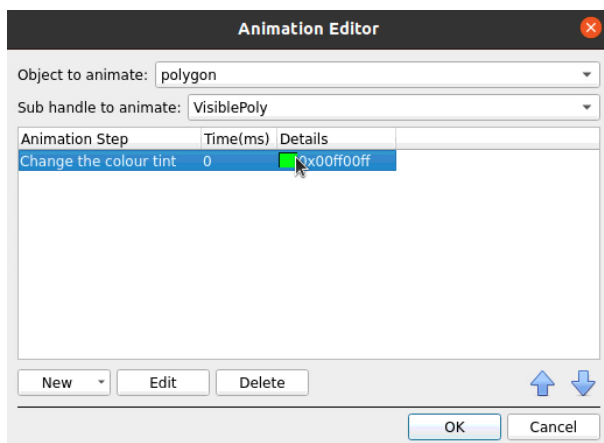 Animation Editor
Object to animate: polygon
Sub handle to animate: VisiblePoly
Animation Step Time(ms) Details
Change the colour tint 0 0x00ff00ff
New Edit Delete
OK Cancel